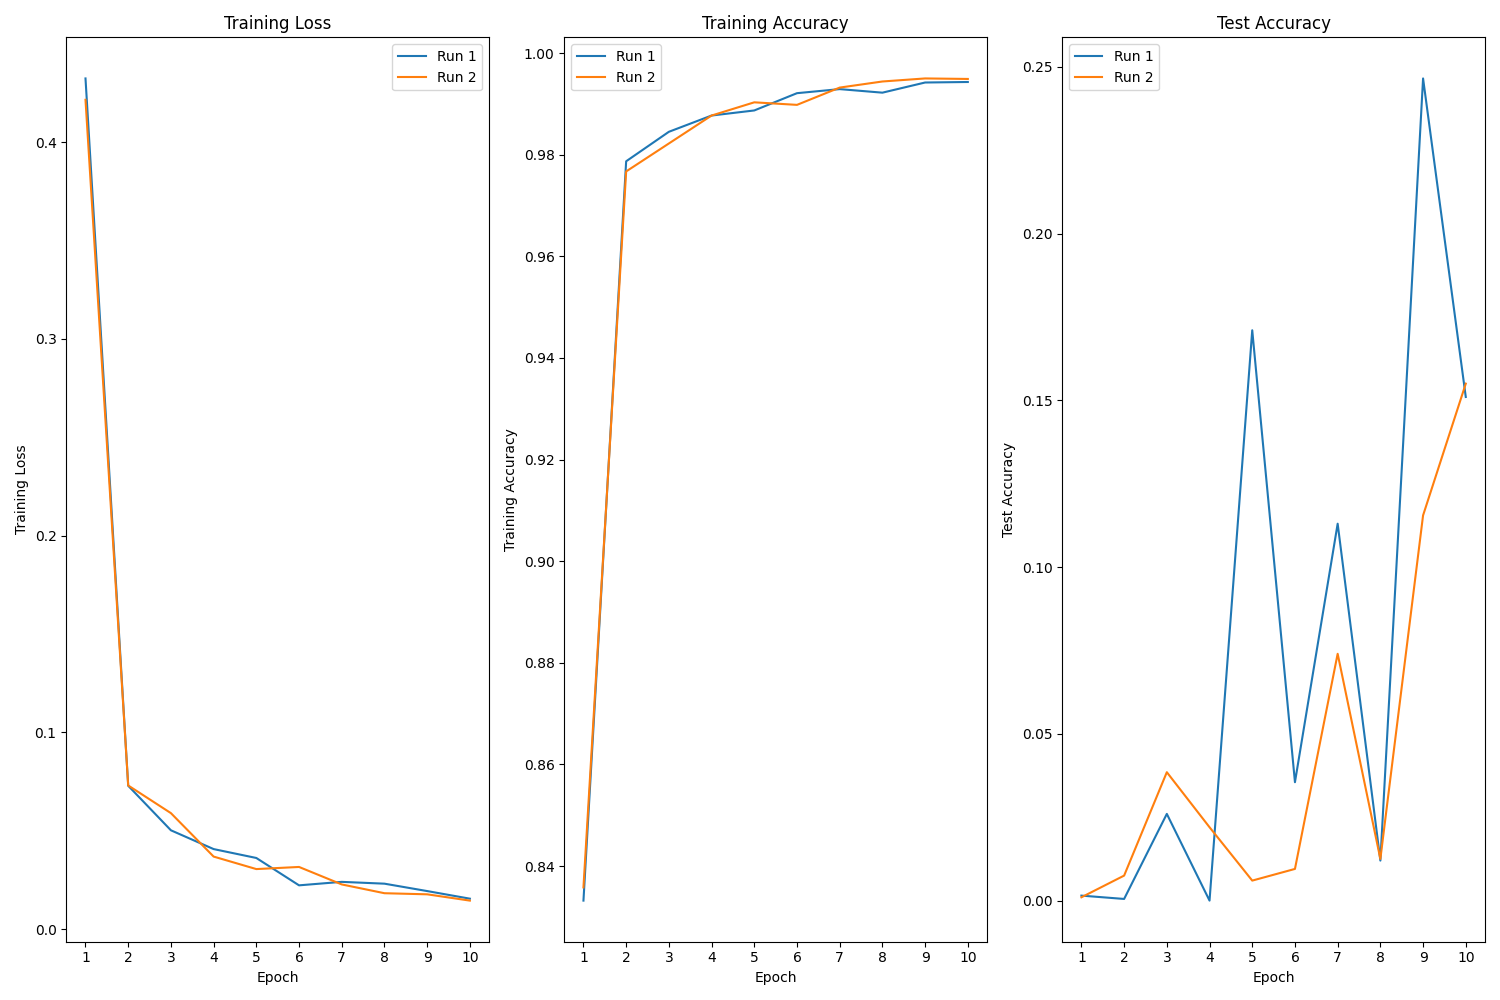 Training Loss
Run 1
Run 2
0.4
0.3
0.2
0.1
0.0
Training Loss
1 2 3 4 5 6 7 8 9 10
Epoch
Training Accuracy
Run 1
Run 2
1.00
0.98
0.96
0.94
0.92
0.90
0.88
0.86
0.84
Training Accuracy
1 2 3 4 5 6 7 8 9 10
Epoch
Test Accuracy
Run 1
Run 2
0.25
0.20
0.15
0.10
0.05
0.00
Test Accuracy
1 2 3 4 5 6 7 8 9 10
Epoch